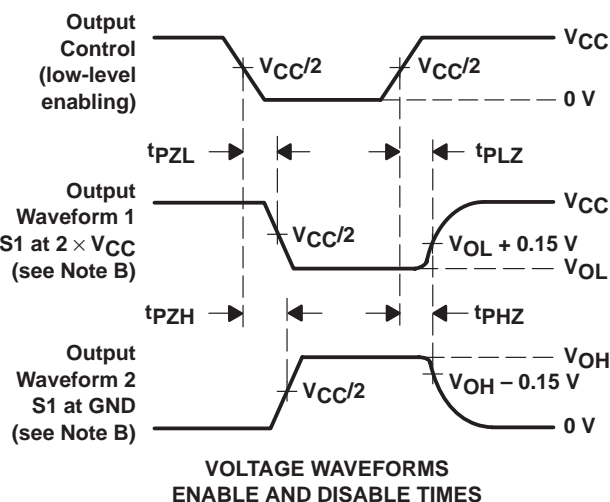 Output
Control
(low-level
enabling)
VCC/2
VCC/2
VCC
0 V
tPZL
tPLZ
Output
Waveform 1
S1 at 2 × VCC
(see Note B)
VCC/2
VCC
VOL + 0.15 V
VOL
tPZH
tPHZ
Output
Waveform 2
S1 at GND
(see Note B)
VCC/2
VOH
VOH – 0.15 V
0 V
VOLTAGE WAVEFORMS
ENABLE AND DISABLE TIMES